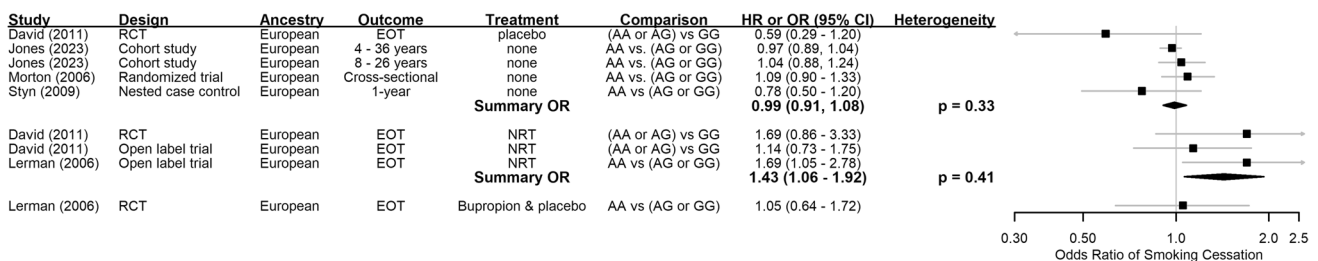 Study Design Ancestry Outcome Treatment Comparison HR or OR (95% CI) Heterogeneity
David (2011) RCT European EOT placebo (AA or AG) vs GG 0.59 (0.29 - 1.20)
Jones (2023) Cohort study European 4 - 36 years none AA vs. (AG or GG) 0.97 (0.89, 1.04)
Jones (2023) Cohort study European 8 - 26 years none AA vs. (AG or GG) 1.04 (0.88, 1.24)
Morton (2006) Randomized trial European Cross-sectional none AA vs (AG or GG) 1.09 (0.90 - 1.33)
Styn (2009) Nested case control European 1-year none AA vs (AG or GG) 0.78 (0.50 - 1.20)
Summary OR 0.99 (0.91, 1.08) p = 0.33
David (2011) RCT European EOT NRT (AA or AG) vs GG 1.69 (0.86 - 3.33)
David (2011) Open label trial European EOT NRT (AA or AG) vs GG 1.14 (0.73 - 1.75)
Lerman (2006) Open label trial European EOT NRT AA vs (AG or GG) 1.69 (1.05 - 2.78)
Summary OR 1.43 (1.06 - 1.92) p = 0.41
Lerman (2006) RCT European EOT Bupropion & placebo AA vs (AG or GG) 1.05 (0.64 - 1.72)
0.30 0.50 1.0 2.0 2.5
Odds Ratio of Smoking Cessation